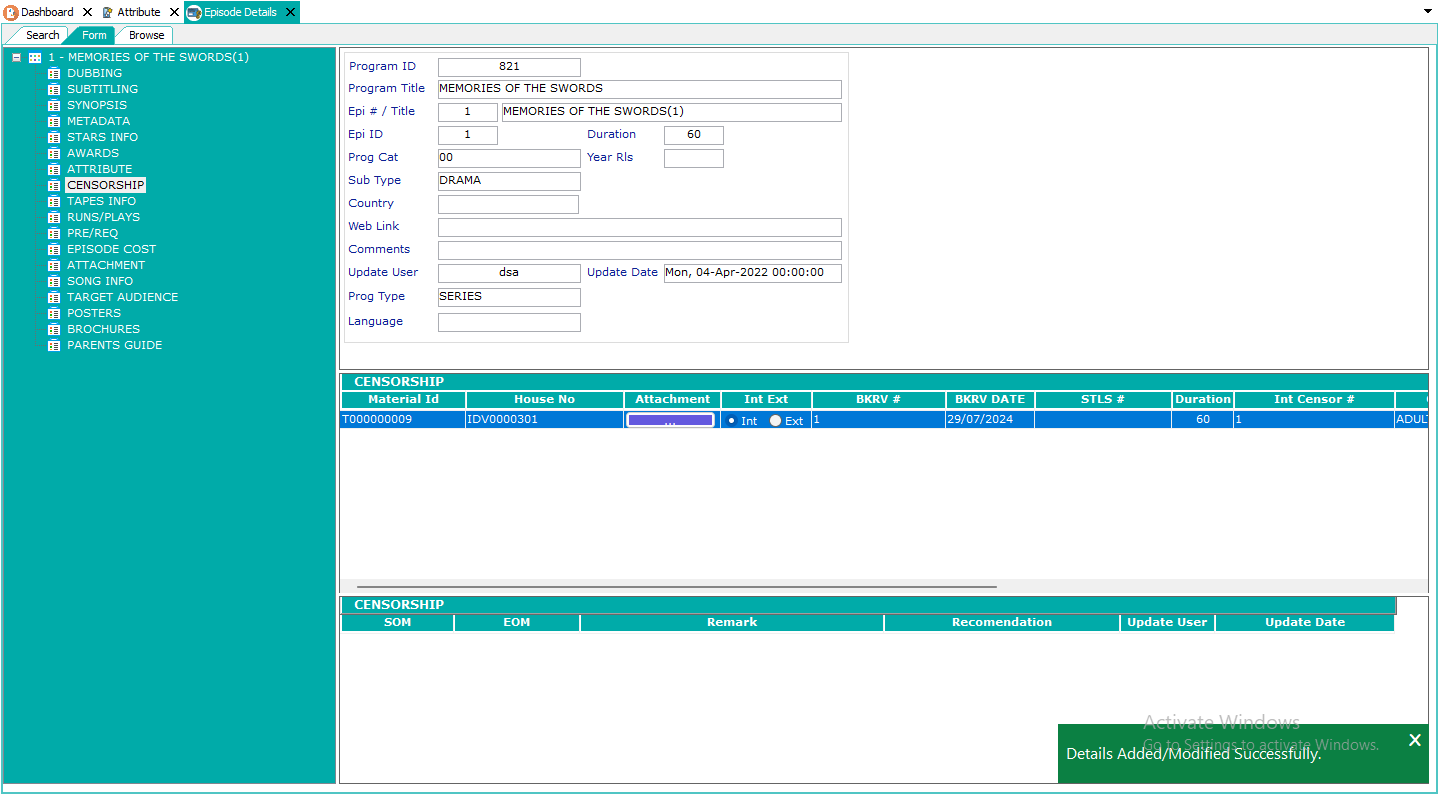 Dashboard Attribute Episode Details
Search Form Browse
1 - MEMORIES OF THE SWORDS(1)
DUBBING
SUBTITLING
SYNOPSIS
METADATA
STARS INFO
AWARDS
ATTRIBUTE
CENSORSHIP
TAPES INFO
RUNS/PLAYS
PRE/REQ
EPISODE COST
ATTACHMENT
SONG INFO
TARGET AUDIENCE
POSTERS
BROCHURES
PARENTS GUIDE
Program ID 821
Program Title MEMORIES OF THE SWORDS
Epi # / Title 1 MEMORIES OF THE SWORDS(1)
Epi ID 1 Duration 60
Prog Cat 00 Year Rls
Sub Type DRAMA
Country
Web Link
Comments
Update User dsa Update Date Mon, 04-Apr-2022 00:00:00
Prog Type SERIES
Language
CENSORSHIP
Material Id House No Attachment Int Ext BKRV # BKRV DATE STLS # Duration Int Censor #
T000000009 IDV0000301 ... Int Ext 1 29/07/2024 60 1 ADUL
CENSORSHIP
SOM EOM Remark Recomendation Update User Update Date
Activate Windows
Go to Settings to activate Windows.
Details Added/Modified Successfully.